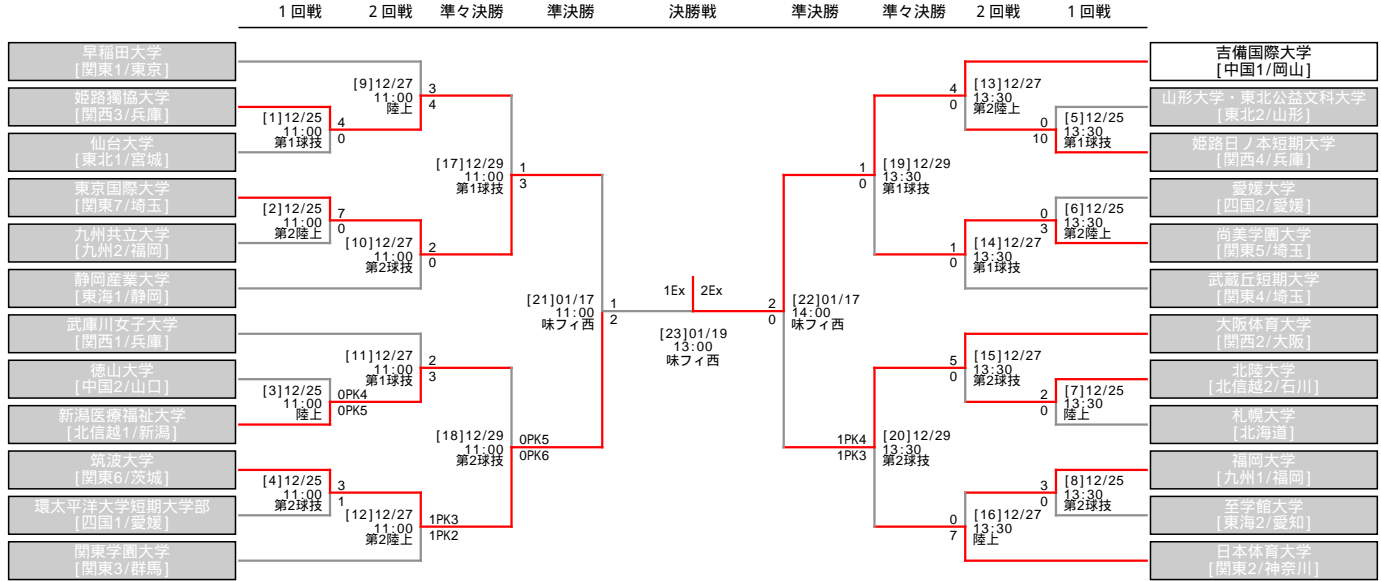 1回戦 2回戦 準々決勝 準決勝 決勝戦 準決勝 準々決勝 2回戦 1回戦
早稲田大学
[関東1/東京]
姫路獨協大学
[関西3/兵庫]
仙台大学
[東北1/宮城]
東京国際大学
[関東7/埼玉]
九州共立大学
[九州2/福岡]
静岡産業大学
[東海1/静岡]
武庫川女子大学
[関西1/兵庫]
徳山大学
[中国2/山口]
新潟医療福祉大学
[北信越1/新潟]
筑波大学
[関東6/茨城]
環太平洋大学短期大学部
[四国1/愛媛]
関東学園大学
[関東3/群馬]
[1]12/25
11:00
第1球技
4
0
[2]12/25
11:00
第2陸上
7
0
[3]12/25
11:00
陸上
0PK4
0PK5
[4]12/25
11:00
第2球技
3
1
[9]12/27
11:00
陸上
3
4
[10]12/27
11:00
第2球技
2
0
[11]12/27
11:00
第1球技
2
3
[12]12/27
11:00
第2陸上
1PK3
1PK2
[17]12/29
11:00
第1球技
1
3
[18]12/29
11:00
第2球技
0PK5
0PK6
[21]01/17
11:00
味フィ西
1
2
1Ex 2Ex
[23]01/19
13:00
味フィ西
2
0
[22]01/17
14:00
味フィ西
1
0
[19]12/29
13:30
第1球技
1PK4
1PK3
[20]12/29
13:30
第2球技
4
0
[13]12/27
13:30
第2陸上
1
0
[14]12/27
13:30
第1球技
5
0
[15]12/27
13:30
第2球技
0
7
[16]12/27
13:30
陸上
0
10
[5]12/25
13:30
第1球技
0
3
[6]12/25
13:30
第2陸上
2
0
[7]12/25
13:30
陸上
3
0
[8]12/25
13:30
第2球技
吉備国際大学
[中国1/岡山]
山形大学・東北公益文科大学
[東北2/山形]
姫路日ノ本短期大学
[関西4/兵庫]
愛媛大学
[四国2/愛媛]
尚美学園大学
[関東5/埼玉]
武蔵丘短期大学
[関東4/埼玉]
大阪体育大学
[関西2/大阪]
北陸大学
[北信越2/石川]
札幌大学
[北海道]
福岡大学
[九州1/福岡]
至学館大学
[東海2/愛知]
日本体育大学
[関東2/神奈川]